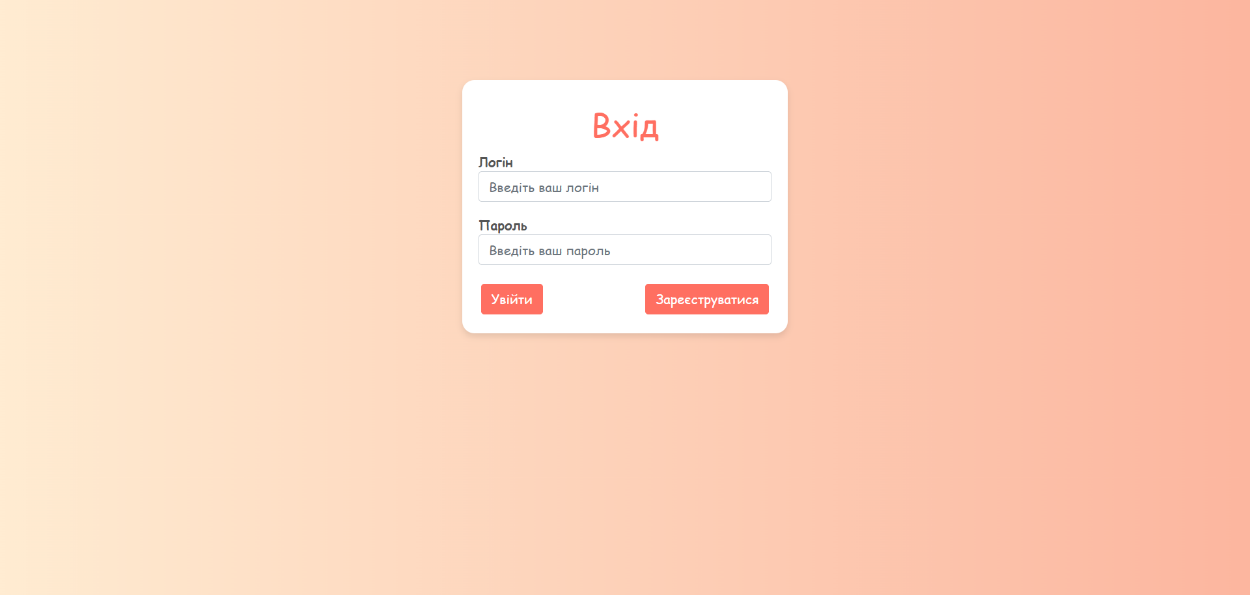 Вхід
Логін
Введіть ваш логін
Пароль
Введіть ваш пароль
Увійти Зареєструватися